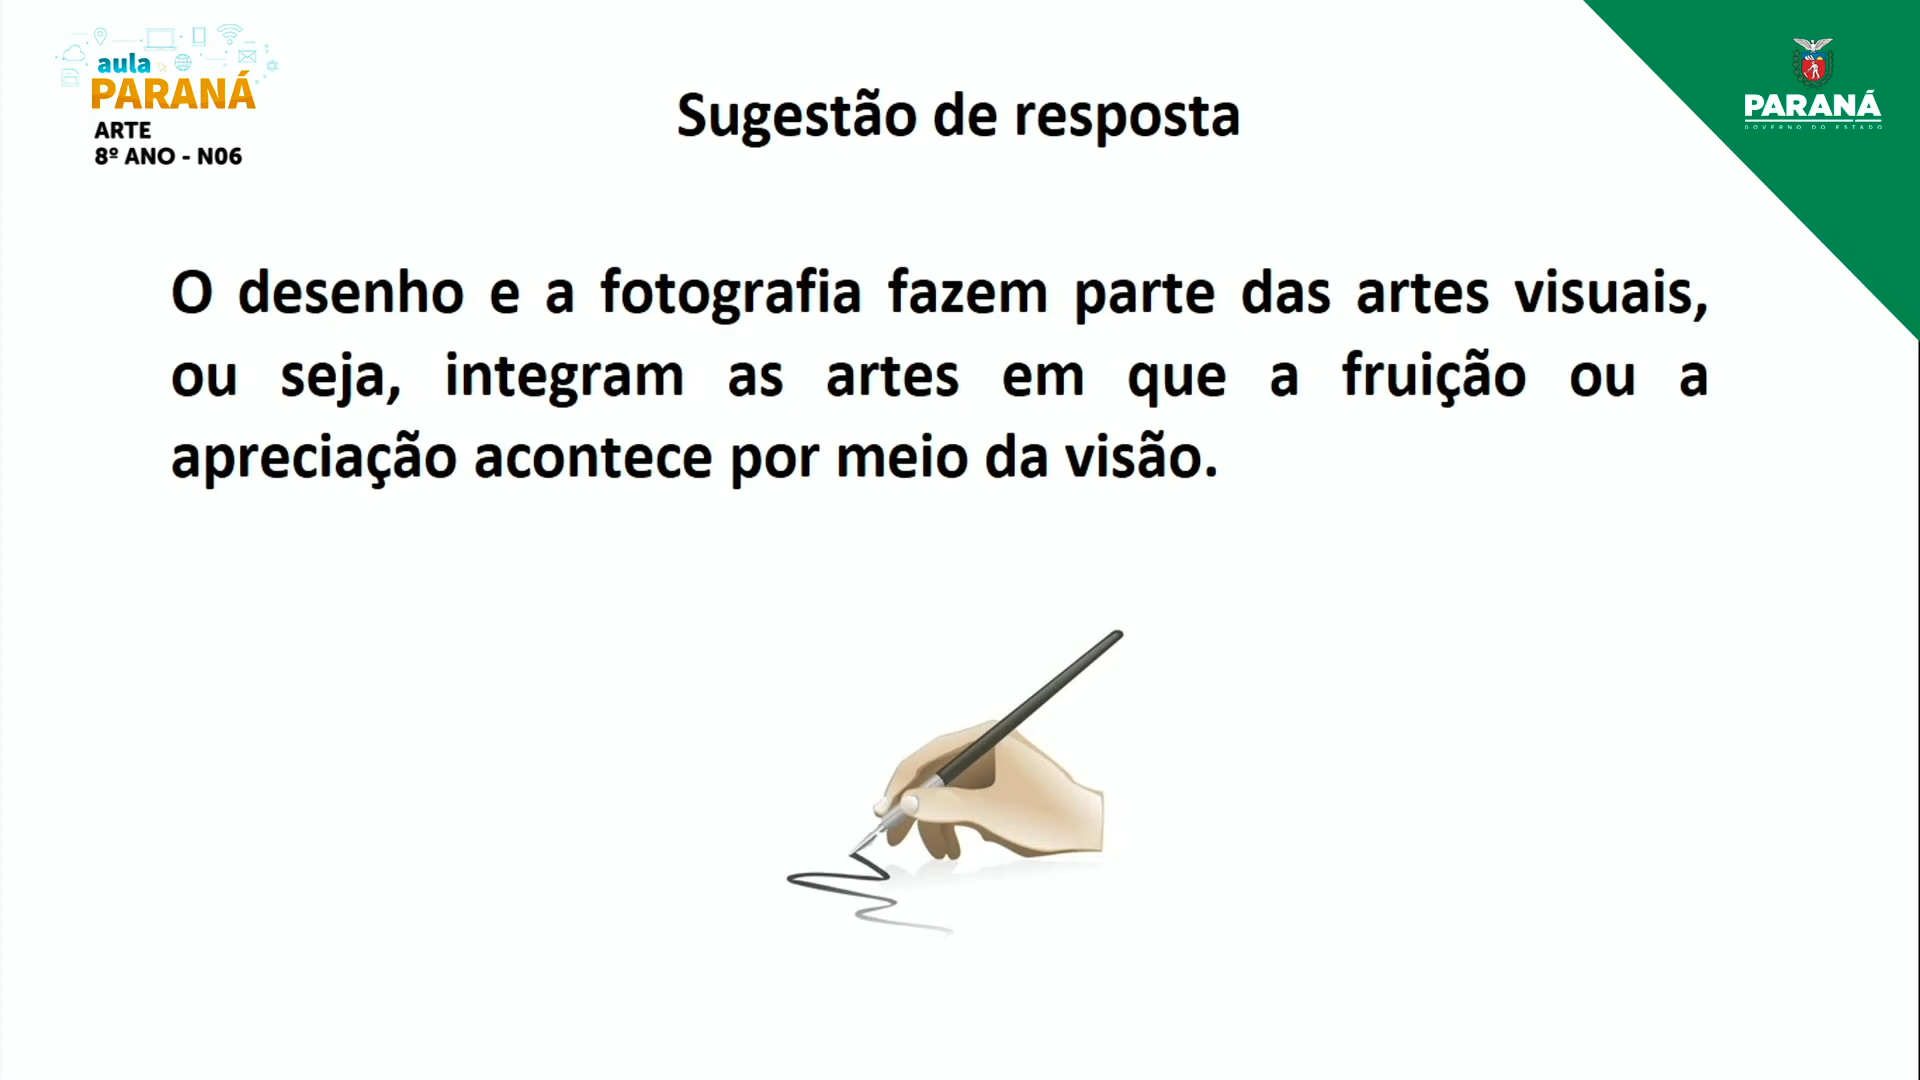 aula
PARANÁ
ARTE
8º ANO - N06
PARANÁ
GOVERNO DO ESTADO
Sugestão de resposta
O desenho e a fotografia fazem parte das artes visuais,
ou seja, integram as artes em que a fruição ou a
apreciação acontece por meio da visão.